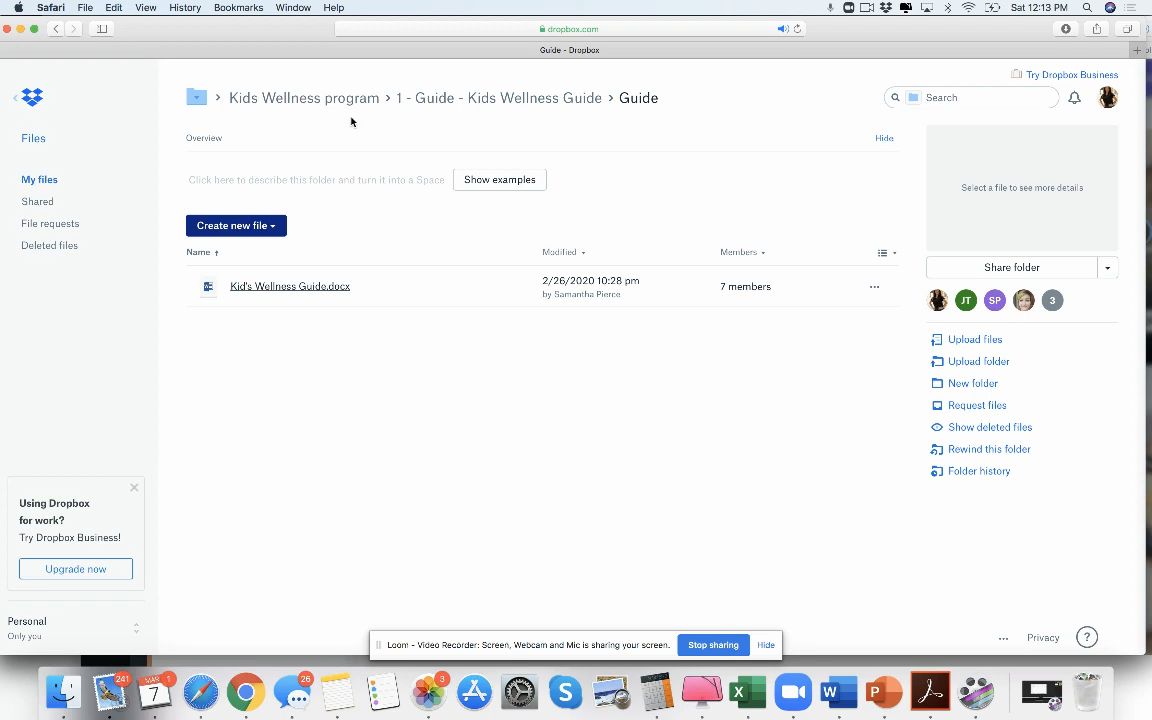 Safari File Edit View History Bookmarks Window Help
Sat 12:13 PM
dropbox.com
Guide - Dropbox
Try Dropbox Business
Kids Wellness program › 1 - Guide - Kids Wellness Guide › Guide
Search
Files
Overview
Hide
My files
Shared
File requests
Deleted files
Click here to describe this folder and turn it into a Space
Show examples
Select a file to see more details
Create new file
Name ↑ Modified Members
Kid's Wellness Guide.docx
2/26/2020 10:28 pm
by Samantha Pierce
7 members
Share folder
JT SP 3
Upload files
Upload folder
New folder
Request files
Show deleted files
Rewind this folder
Folder history
Using Dropbox
for work?
Try Dropbox Business!
Upgrade now
Personal
Only you
Loom - Video Recorder: Screen, Webcam and Mic is sharing your screen.
Stop sharing
Hide
Privacy
?
241
MAR 1
7
26
3
X
W
P